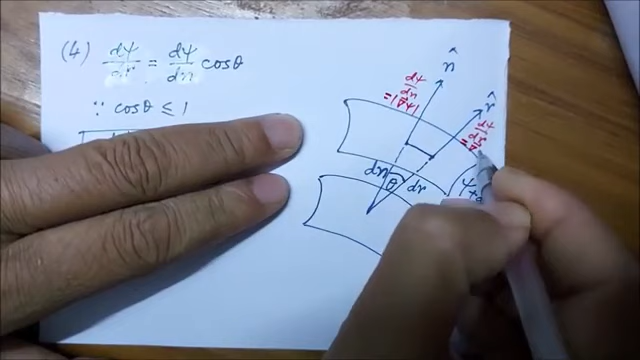 (4) dψ/dr = dψ/dn cosθ
∵ cosθ ≤ 1
n̂
r̂
dψ/dn
= |∇⃗ψ|
dψ/dr
dn
θ
dr